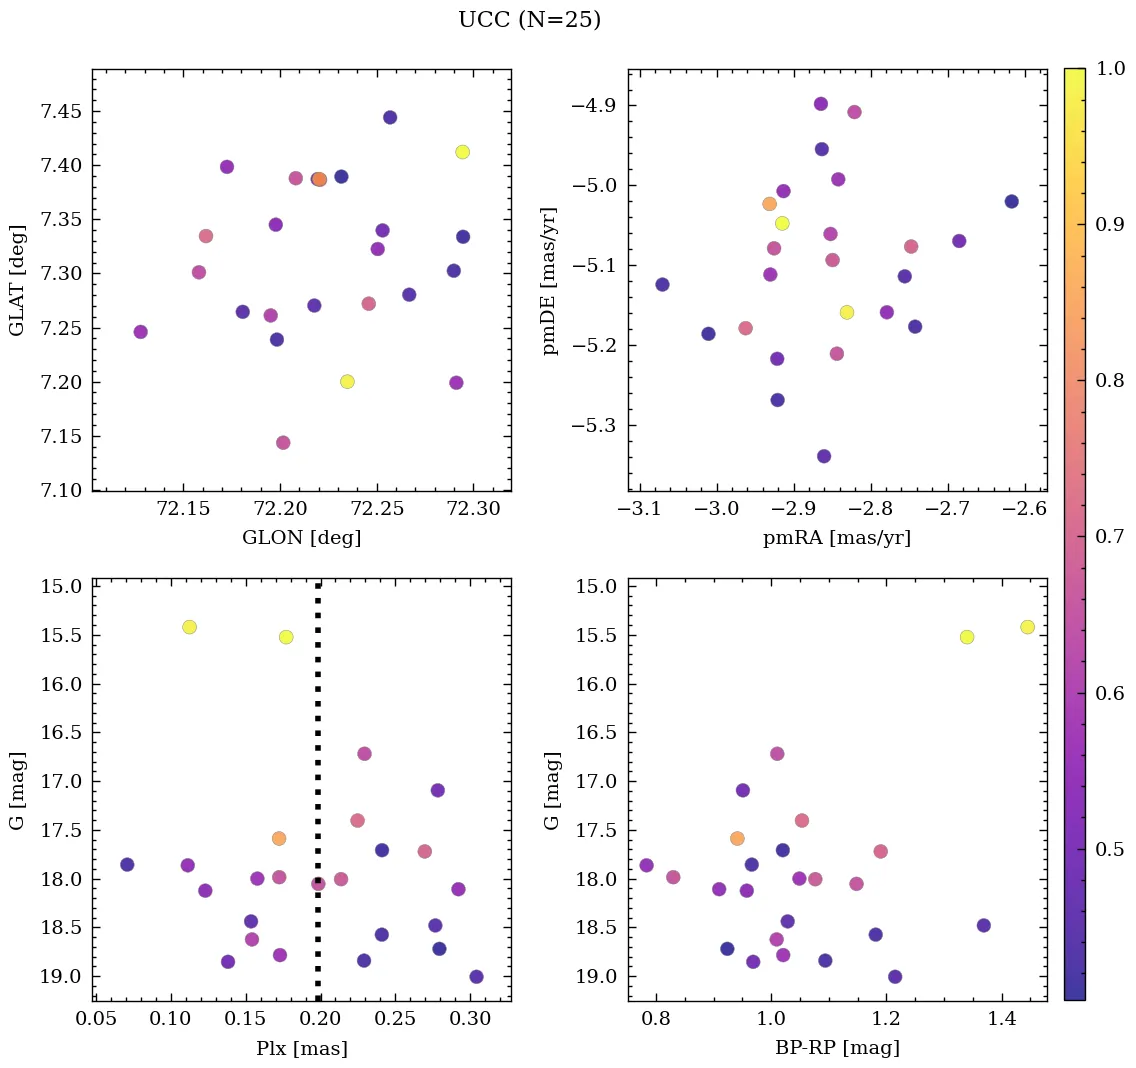 UCC (N=25)
7.45
7.40
7.35
7.30
7.25
7.20
7.15
7.10
GLAT [deg]
72.15 72.20 72.25 72.30
GLON [deg]
−4.9
−5.0
−5.1
−5.2
−5.3
pmDE [mas/yr]
−3.1 −3.0 −2.9 −2.8 −2.7 −2.6
pmRA [mas/yr]
15.0
15.5
16.0
16.5
17.0
17.5
18.0
18.5
19.0
G [mag]
0.05 0.10 0.15 0.20 0.25 0.30
Plx [mas]
15.0
15.5
16.0
16.5
17.0
17.5
18.0
18.5
19.0
G [mag]
0.8 1.0 1.2 1.4
BP-RP [mag]
1.0
0.9
0.8
0.7
0.6
0.5